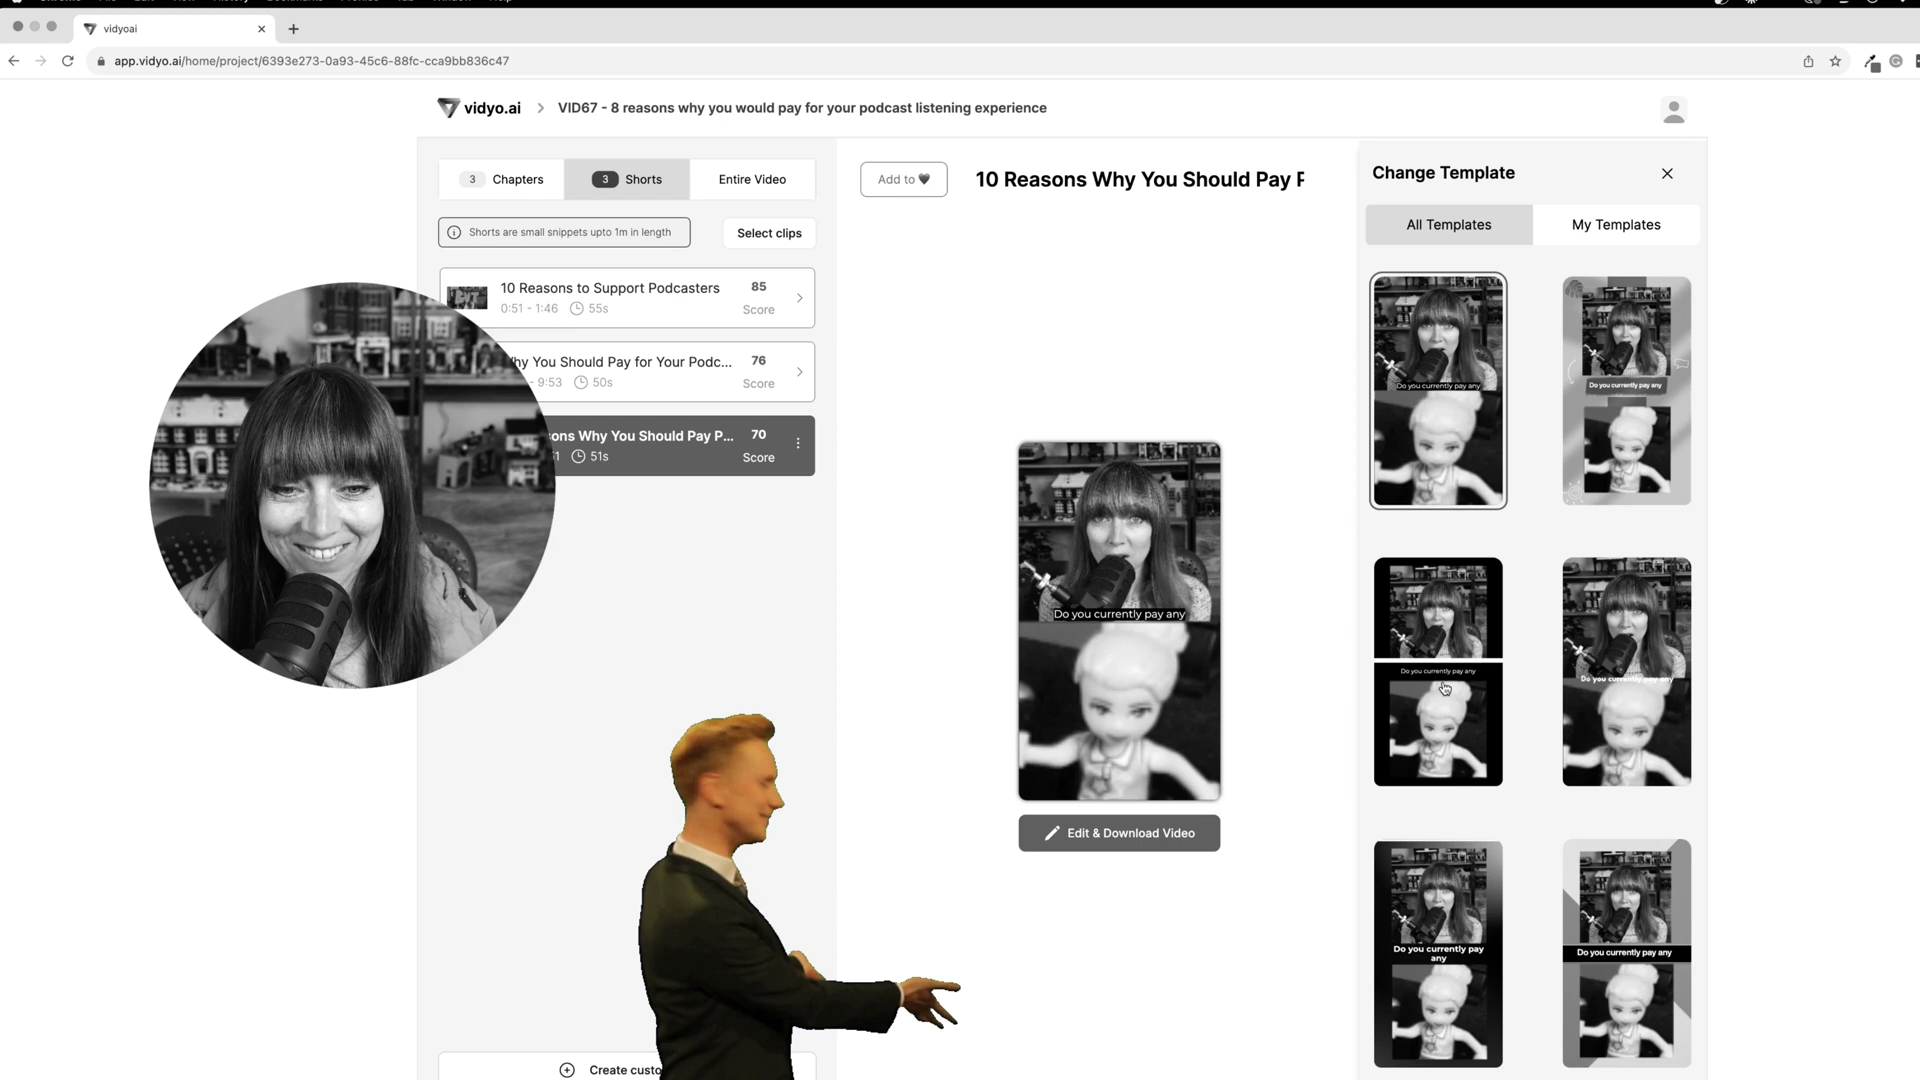 vidyoai
app.vidyo.ai/home/project/6393e273-0a93-45c6-88fc-cca9bb836c47
vidyo.ai > VID67 - 8 reasons why you would pay for your podcast listening experience
3 Chapters
3 Shorts
Entire Video
Shorts are small snippets upto 1m in length
Select clips
10 Reasons to Support Podcasters
0:51 - 1:46 55s
85
Score
Why You Should Pay for Your Podc...
- 9:53 50s
76
Score
ons Why You Should Pay P...
51s
70
Score
Create custo
Add to
10 Reasons Why You Should Pay P
Do you currently pay any
Edit & Download Video
Change Template
All Templates
My Templates
Do you currently pay any
Do you currently pay any
Do you currently pay any
Do you currently pay any
Do you currently pay
any
Do you currently pay any